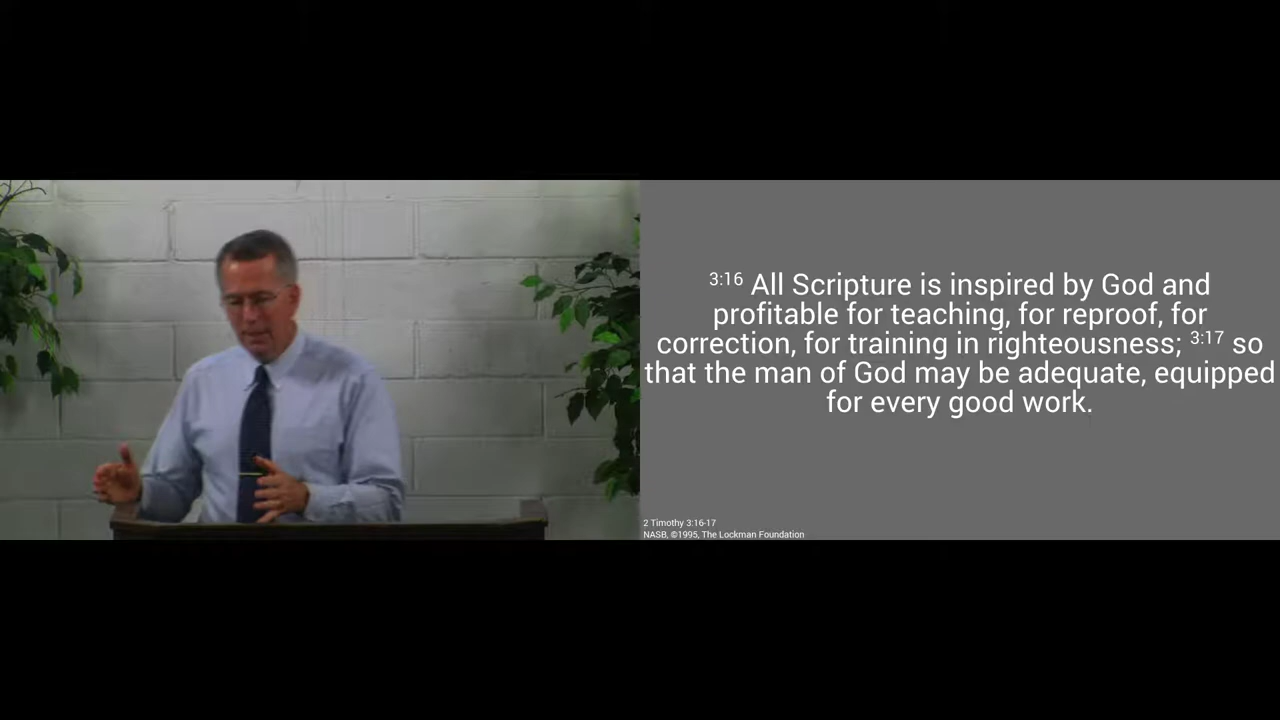 3:16 All Scripture is inspired by God and
profitable for teaching, for reproof, for
correction, for training in righteousness; 3:17 so
that the man of God may be adequate, equipped
for every good work.
2 Timothy 3:16-17
NASB, ©1995, The Lockman Foundation